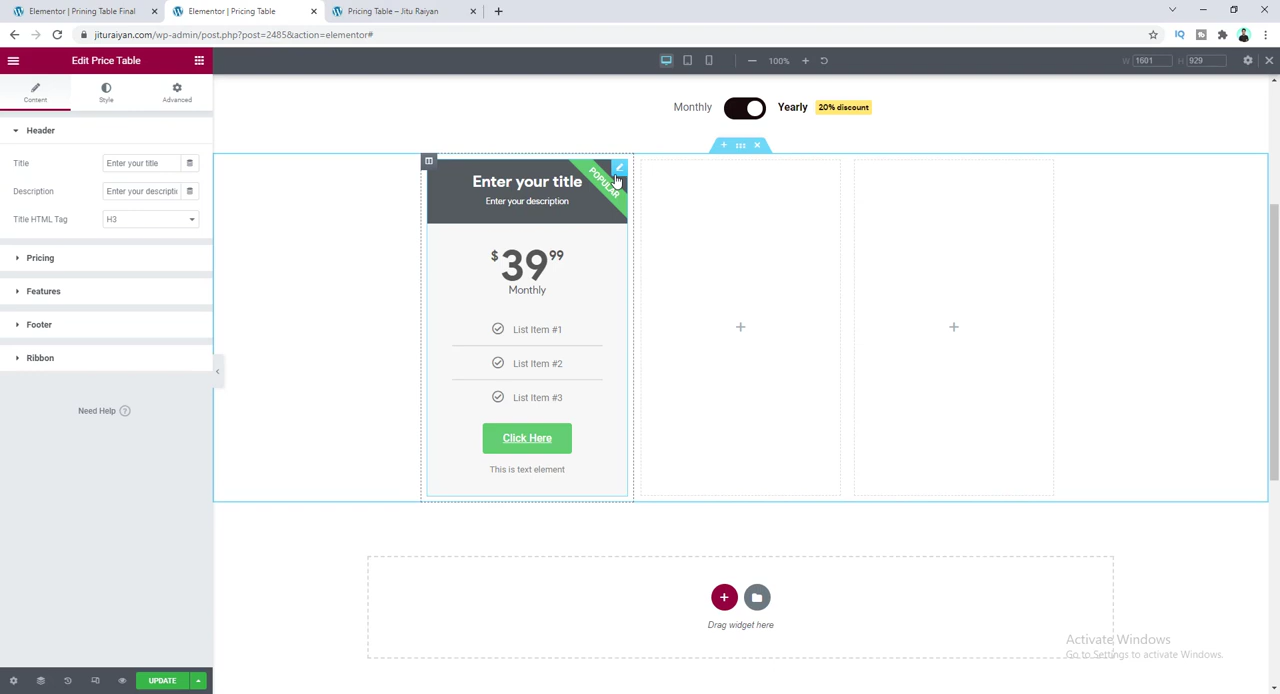 Elementor | Pricing Table Final
Elementor | Pricing Table
Pricing Table – Jitu Raiyan
jituraiyan.com/wp-admin/post.php?post=2485&action=elementor#
IQ
Edit Price Table
100%
W 1601 H 929
Content
Style
Advanced
Monthly
Yearly
20% discount
Header
Title
Enter your title
Description
Enter your descriptic
Title HTML Tag
H3
Pricing
Features
Footer
Ribbon
Need Help ?
POPULAR
Enter your title
Enter your description
$39 99
Monthly
List Item #1
List Item #2
List Item #3
Click Here
This is text element
Drag widget here
Activate Windows
Go to Settings to activate Windows.
UPDATE